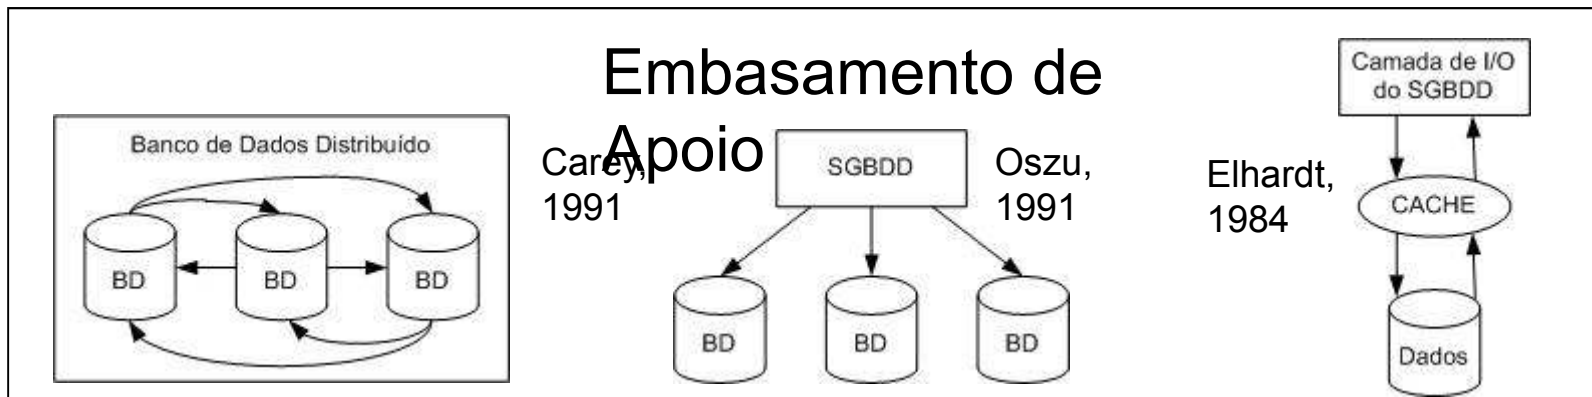 Embasamento de
Apoio
Banco de Dados Distribuído
BD
BD
BD
Carey,
1991
SGBDD
BD
BD
BD
Oszu,
1991
Elhardt,
1984
Camada de I/O
do SGBDD
CACHE
Dados